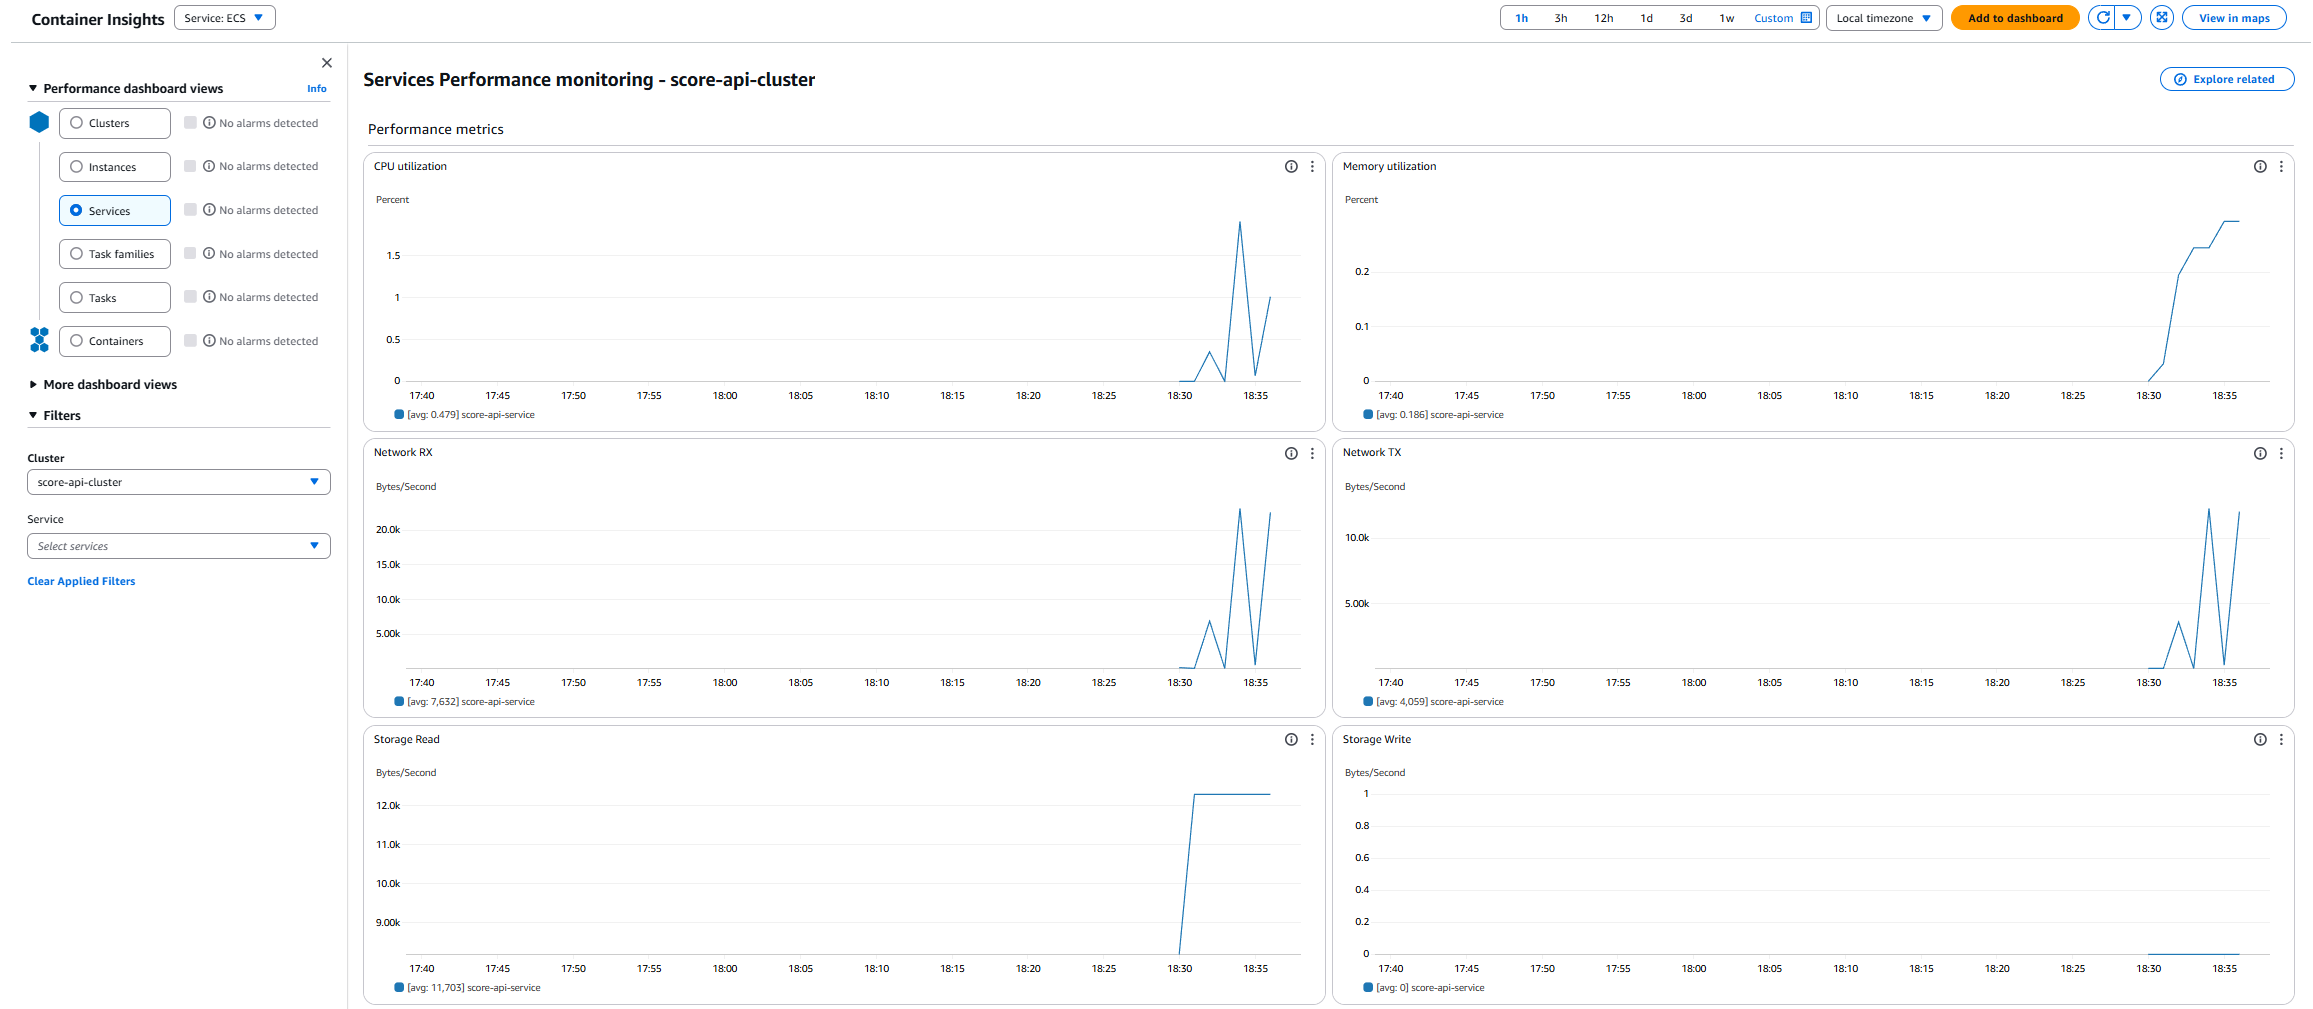 Container Insights
Service: ECS
1h 3h 12h 1d 3d 1w Custom
Local timezone
Add to dashboard
View in maps
Performance dashboard views
Info
Clusters
No alarms detected
Instances
No alarms detected
Services
No alarms detected
Task families
No alarms detected
Tasks
No alarms detected
Containers
No alarms detected
More dashboard views
Filters
Cluster
score-api-cluster
Service
Select services
Clear Applied Filters
Services Performance monitoring - score-api-cluster
Explore related
Performance metrics
CPU utilization
Percent
1.5
1
0.5
0
17:40 17:45 17:50 17:55 18:00 18:05 18:10 18:15 18:20 18:25 18:30 18:35
[avg: 0.479] score-api-service
Memory utilization
Percent
0.2
0.1
0
17:40 17:45 17:50 17:55 18:00 18:05 18:10 18:15 18:20 18:25 18:30 18:35
[avg: 0.186] score-api-service
Network RX
Bytes/Second
20.0k
15.0k
10.0k
5.00k
17:40 17:45 17:50 17:55 18:00 18:05 18:10 18:15 18:20 18:25 18:30 18:35
[avg: 7,632] score-api-service
Network TX
Bytes/Second
10.0k
5.00k
17:40 17:45 17:50 17:55 18:00 18:05 18:10 18:15 18:20 18:25 18:30 18:35
[avg: 4,059] score-api-service
Storage Read
Bytes/Second
12.0k
11.0k
10.0k
9.00k
17:40 17:45 17:50 17:55 18:00 18:05 18:10 18:15 18:20 18:25 18:30 18:35
[avg: 11,703] score-api-service
Storage Write
Bytes/Second
1
0.8
0.6
0.4
0.2
0
17:40 17:45 17:50 17:55 18:00 18:05 18:10 18:15 18:20 18:25 18:30 18:35
[avg: 0] score-api-service